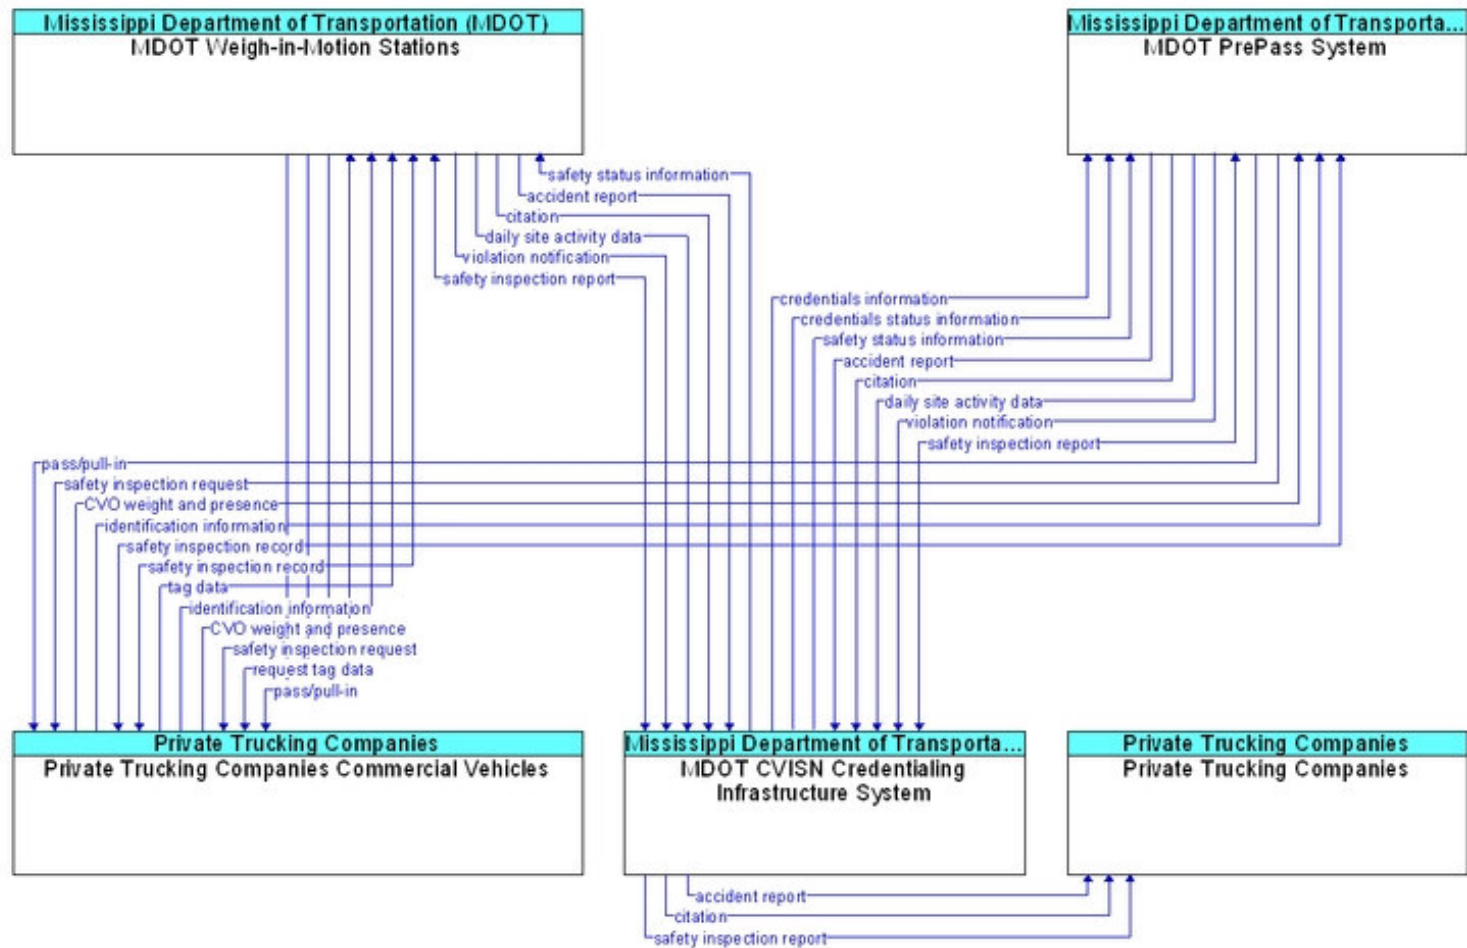 Mississippi Department of Transportation (MDOT)
MDOT Weigh-in-Motion Stations
Mississippi Department of Transporta...
MDOT PrePass System
safety status information
accident report
citation
daily site activity data
violation notification
safety inspection report
credentials information
credentials status information
safety status information
accident report
citation
daily site activity data
violation notification
safety inspection report
pass/pull-in
safety inspection request
CVO weight and presence
identification information
safety inspection record
safety inspection record
tag data
identification information
CVO weight and presence
safety inspection request
request tag data
pass/pull-in
Private Trucking Companies
Private Trucking Companies Commercial Vehicles
Mississippi Department of Transporta...
MDOT CVISN Credentialing
Infrastructure System
Private Trucking Companies
Private Trucking Companies
accident report
citation
safety inspection report